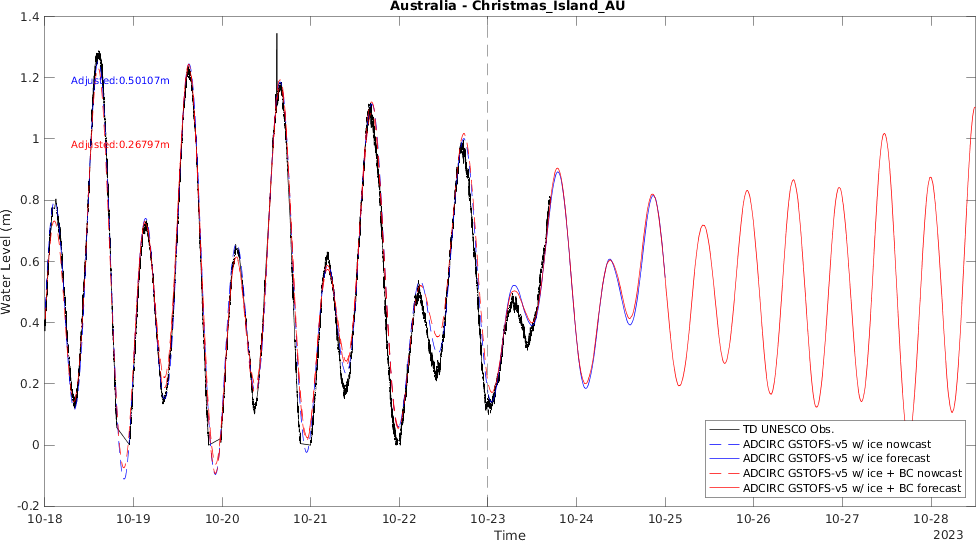 Australia - Christmas_Island_AU
1.4
1.2
1
0.8
0.6
0.4
0.2
0
-0.2
Water Level (m)
Adjusted:0.50107m
Adjusted:0.26797m
TD UNESCO Obs.
ADCIRC GSTOFS-v5 w/ ice nowcast
ADCIRC GSTOFS-v5 w/ ice forecast
ADCIRC GSTOFS-v5 w/ ice + BC nowcast
ADCIRC GSTOFS-v5 w/ ice + BC forecast
10-18 10-19 10-20 10-21 10-22 10-23 10-24 10-25 10-26 10-27 10-28
Time
2023